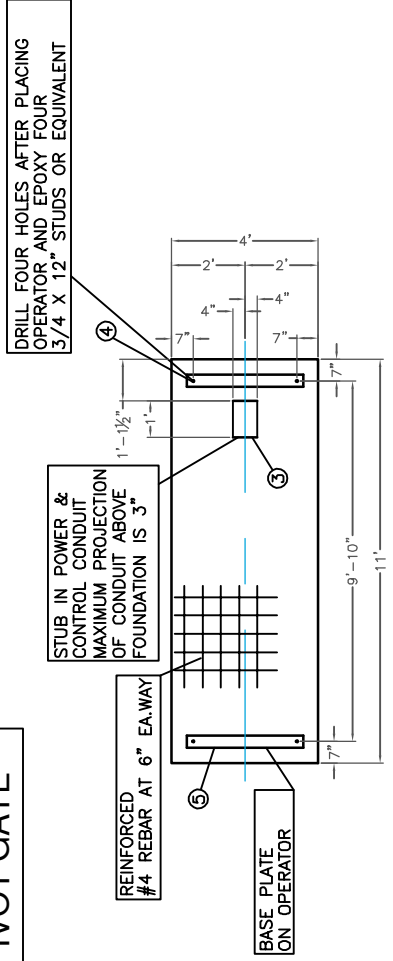 NOT GATE
DRILL FOUR HOLES AFTER PLACING
OPERATOR AND EPOXY FOUR
3/4 X 12" STUDS OR EQUIVALENT
STUB IN POWER &
CONTROL CONDUIT
MAXIMUM PROJECTION
OF CONDUIT ABOVE
FOUNDATION IS 3"
REINFORCED
#4 REBAR AT 6" EA.WAY
BASE PLATE
ON OPERATOR
4
3
5
1'-1½"
1'
7"
4"
4"
2'
2'
4'
7"
7"
9'-10"
7"
11'